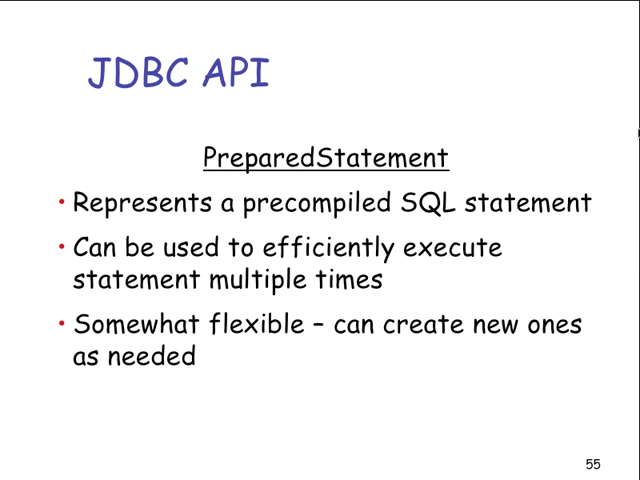 JDBC API
PreparedStatement
• Represents a precompiled SQL statement
• Can be used to efficiently execute
statement multiple times
• Somewhat flexible – can create new ones
as needed
55